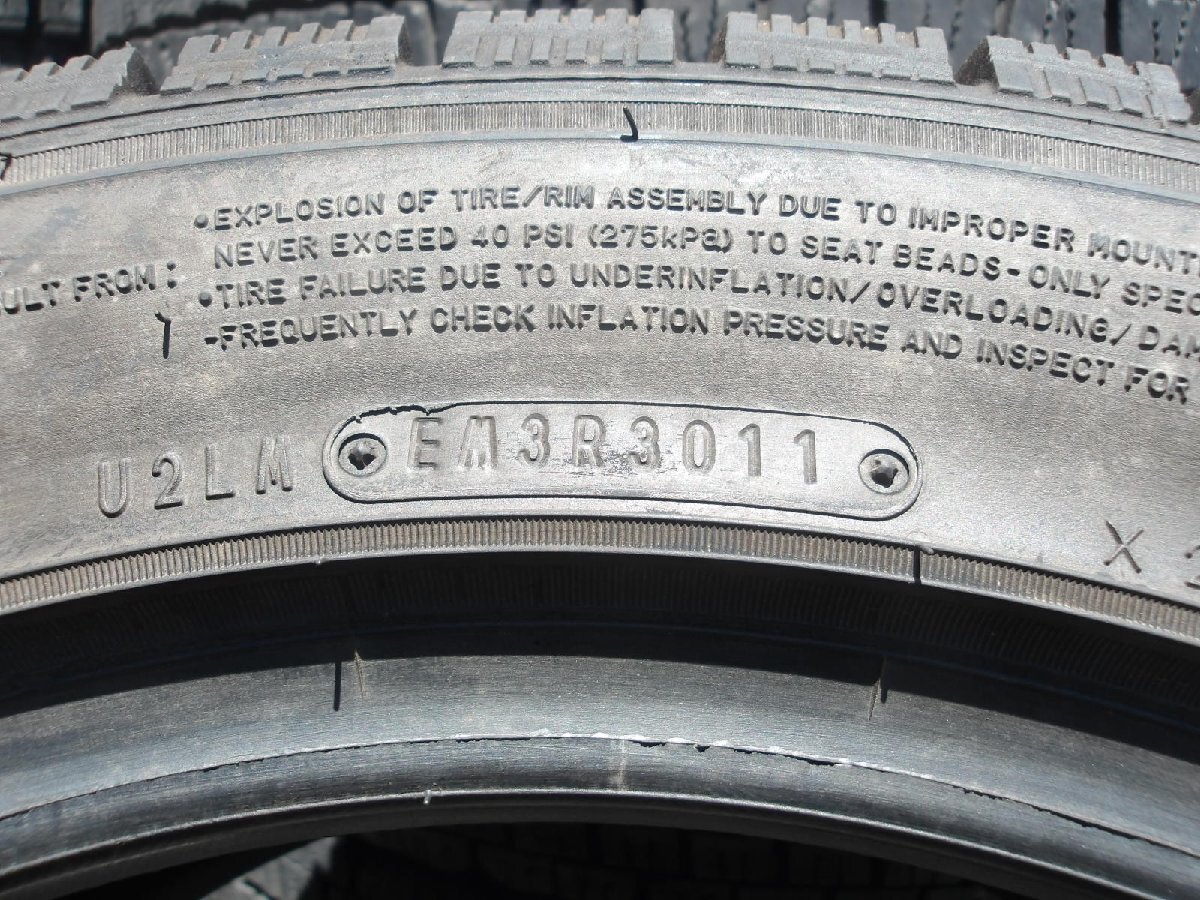 •EXPLOSION OF TIRE/RIM ASSEMBLY DUE TO IMPROPER MOUNT
NEVER EXCEED 40 PSI (275kPa) TO SEAT BEADS-ONLY SPEC
ULT FROM: •TIRE FAILURE DUE TO UNDERINFLATION/OVERLOADING/DAM
-FREQUENTLY CHECK INFLATION PRESSURE AND INSPECT FOR
U2LM EM3R3011
X